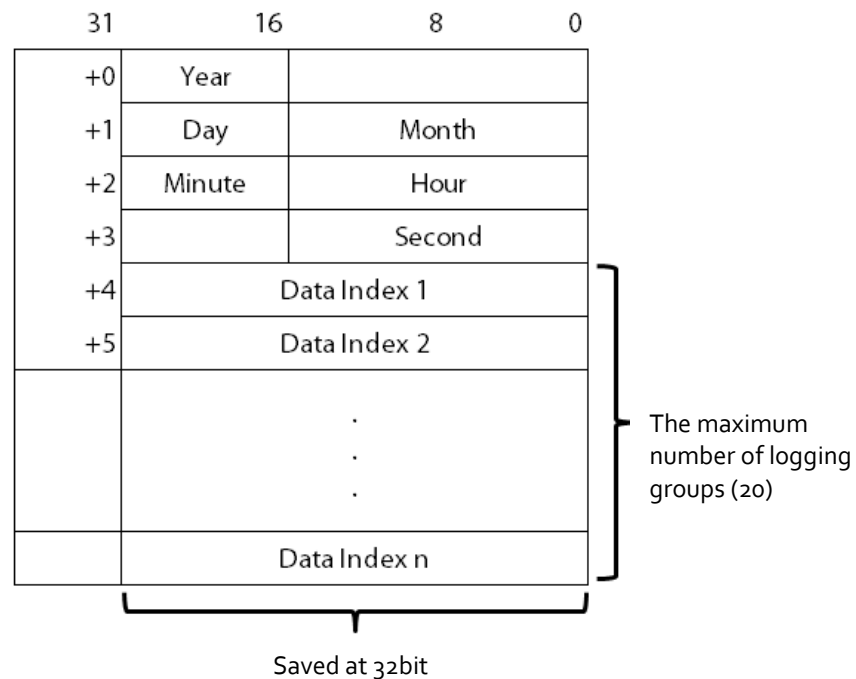 31 16 8 0
+0 Year
+1 Day Month
+2 Minute Hour
+3 Second
+4 Data Index 1
+5 Data Index 2
.
.
.
Data Index n
The maximum
number of logging
groups (20)
Saved at 32bit